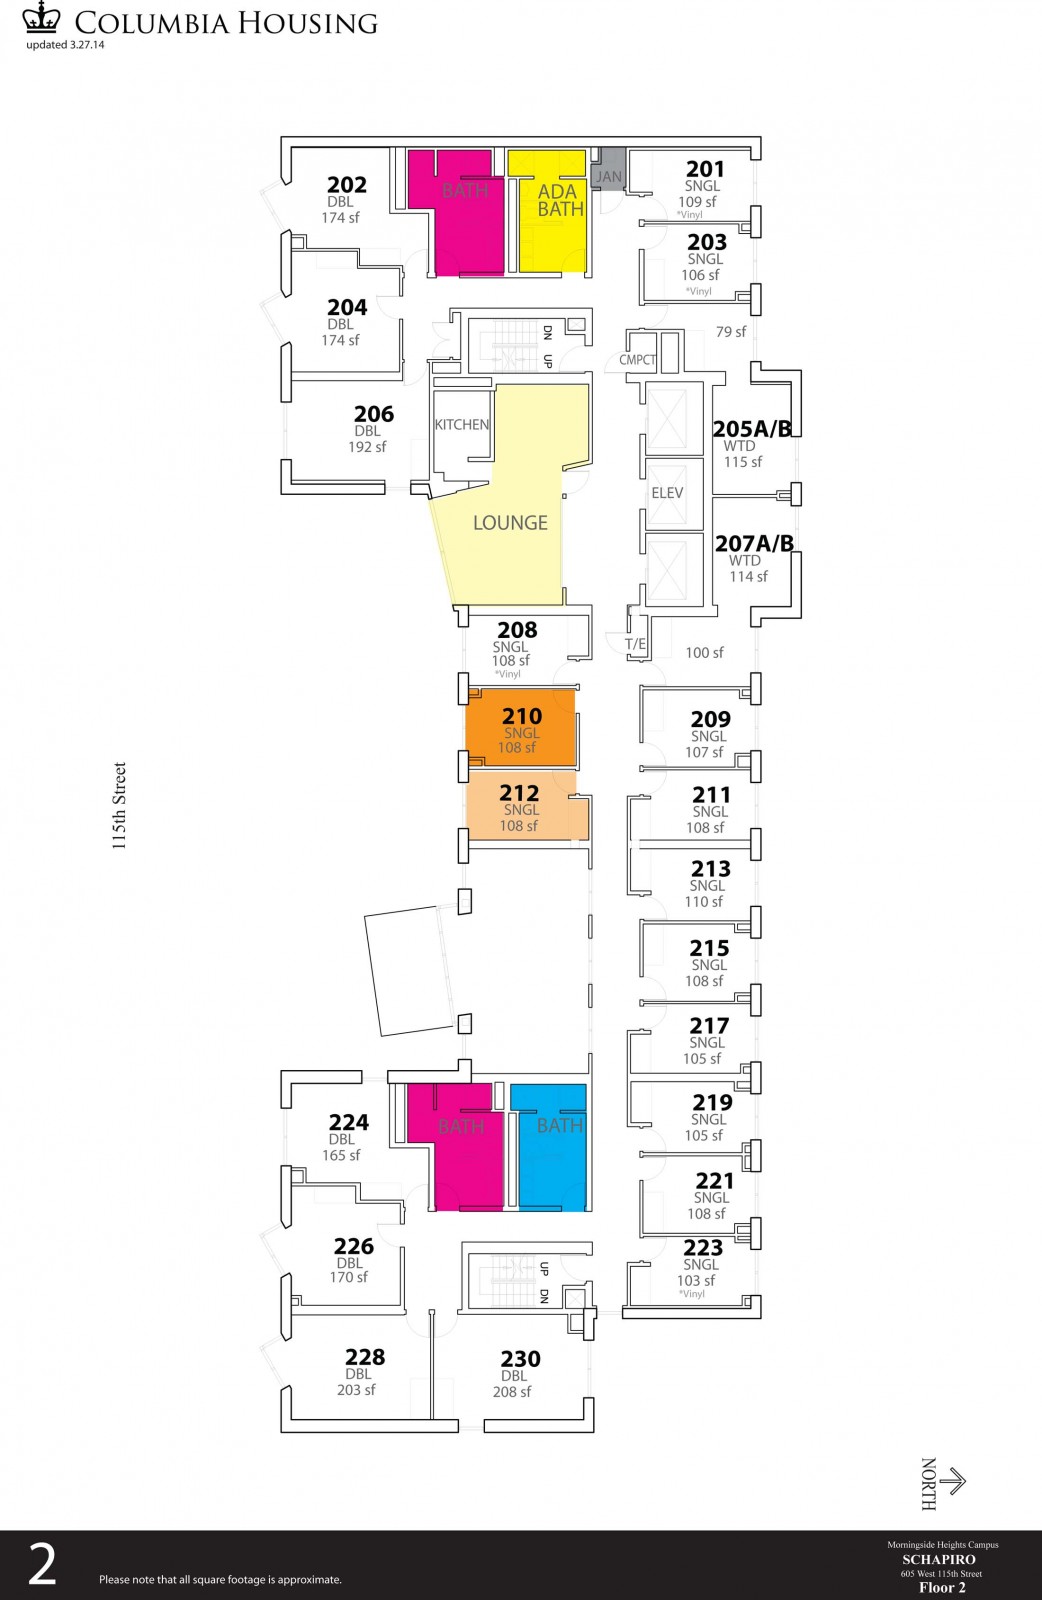 COLUMBIA HOUSING
updated 3.27.14
202
DBL
174 sf
BATH
ADA
BATH
JAN
201
SNGL
109 sf
*Vinyl
203
SNGL
106 sf
*Vinyl
204
DBL
174 sf
DN
UP
79 sf
CMPCT
206
DBL
192 sf
KITCHEN
205A/B
WTD
115 sf
ELEV
LOUNGE
207A/B
WTD
114 sf
208
SNGL
108 sf
*Vinyl
T/E
100 sf
210
SNGL
108 sf
209
SNGL
107 sf
115th Street
212
SNGL
108 sf
211
SNGL
108 sf
213
SNGL
110 sf
215
SNGL
108 sf
217
SNGL
105 sf
224
DBL
165 sf
BATH
BATH
219
SNGL
105 sf
221
SNGL
108 sf
226
DBL
170 sf
UP
DN
223
SNGL
103 sf
*Vinyl
228
DBL
203 sf
230
DBL
208 sf
NORTH
2
Please note that all square footage is approximate.
Morningside Heights Campus
SCHAPIRO
605 West 115th Street
Floor 2